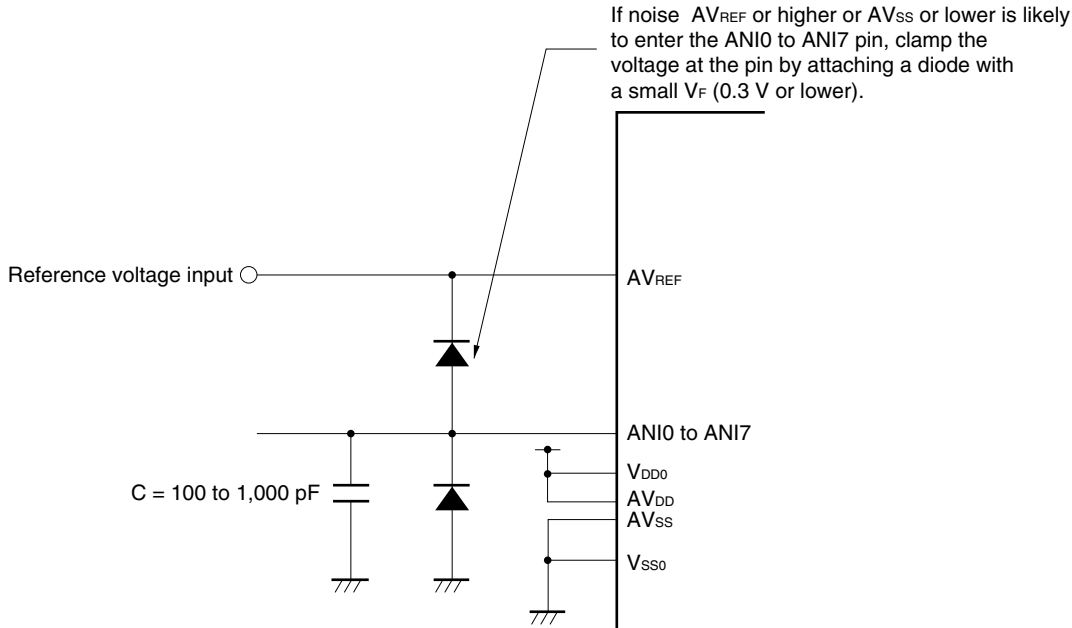 If noise AVREF or higher or AVSS or lower is likely
to enter the ANI0 to ANI7 pin, clamp the
voltage at the pin by attaching a diode with
a small VF (0.3 V or lower).
Reference voltage input
AVREF
ANI0 to ANI7
VDD0
C = 100 to 1,000 pF
AVDD
AVSS
VSS0